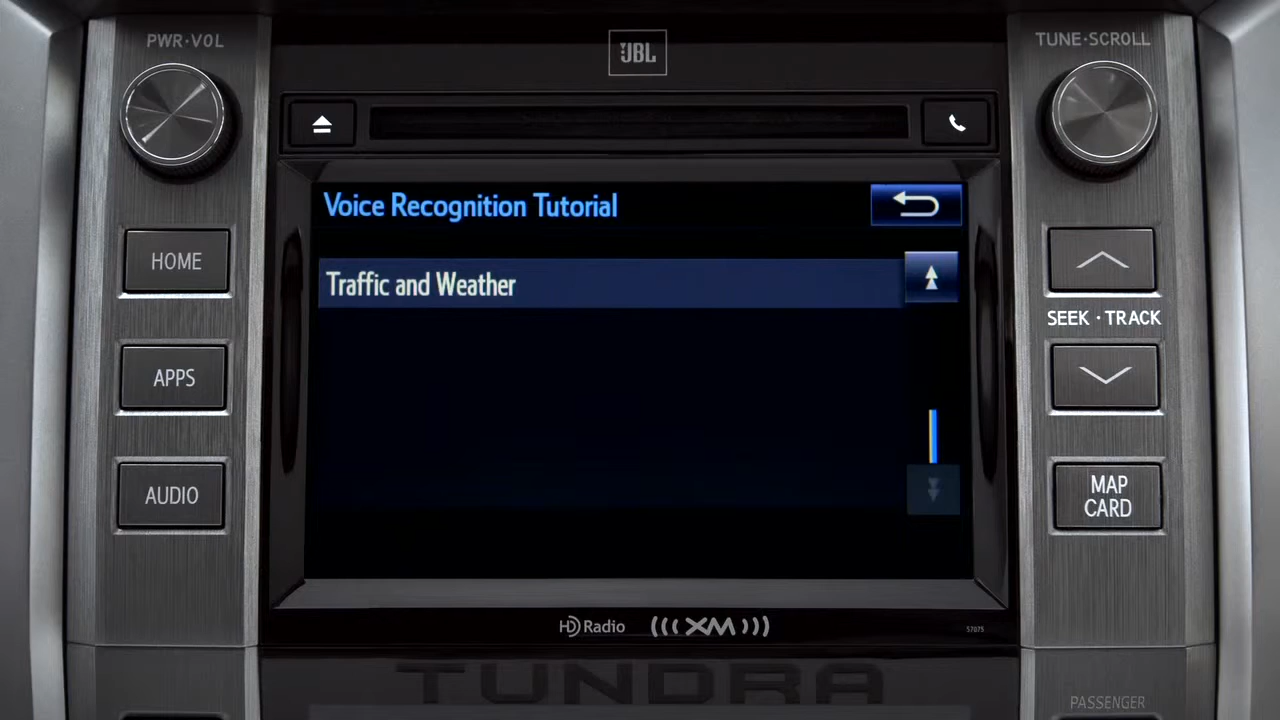 PWR·VOL
JBL
TUNE·SCROLL
Voice Recognition Tutorial
HOME
Traffic and Weather
SEEK · TRACK
APPS
AUDIO
MAP
CARD
HD Radio
((( XM )))
57075
TUNDRA
PASSENGER